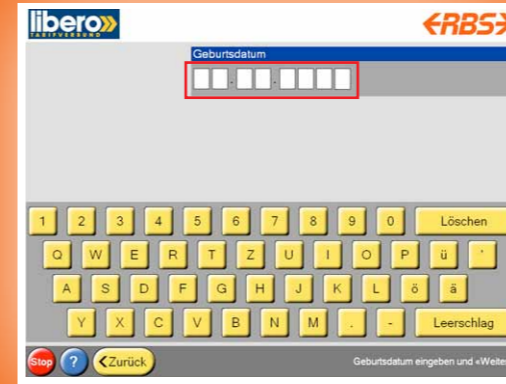 libero
TARIFVERBUND
RBS
Geburtsdatum
1 2 3 4 5 6 7 8 9 0 Löschen
Q W E R T Z U I O P ü '
A S D F G H J K L ö ä
Y X C V B N M . - Leerschlag
Stop ? Zurück Geburtsdatum eingeben und «Weiter